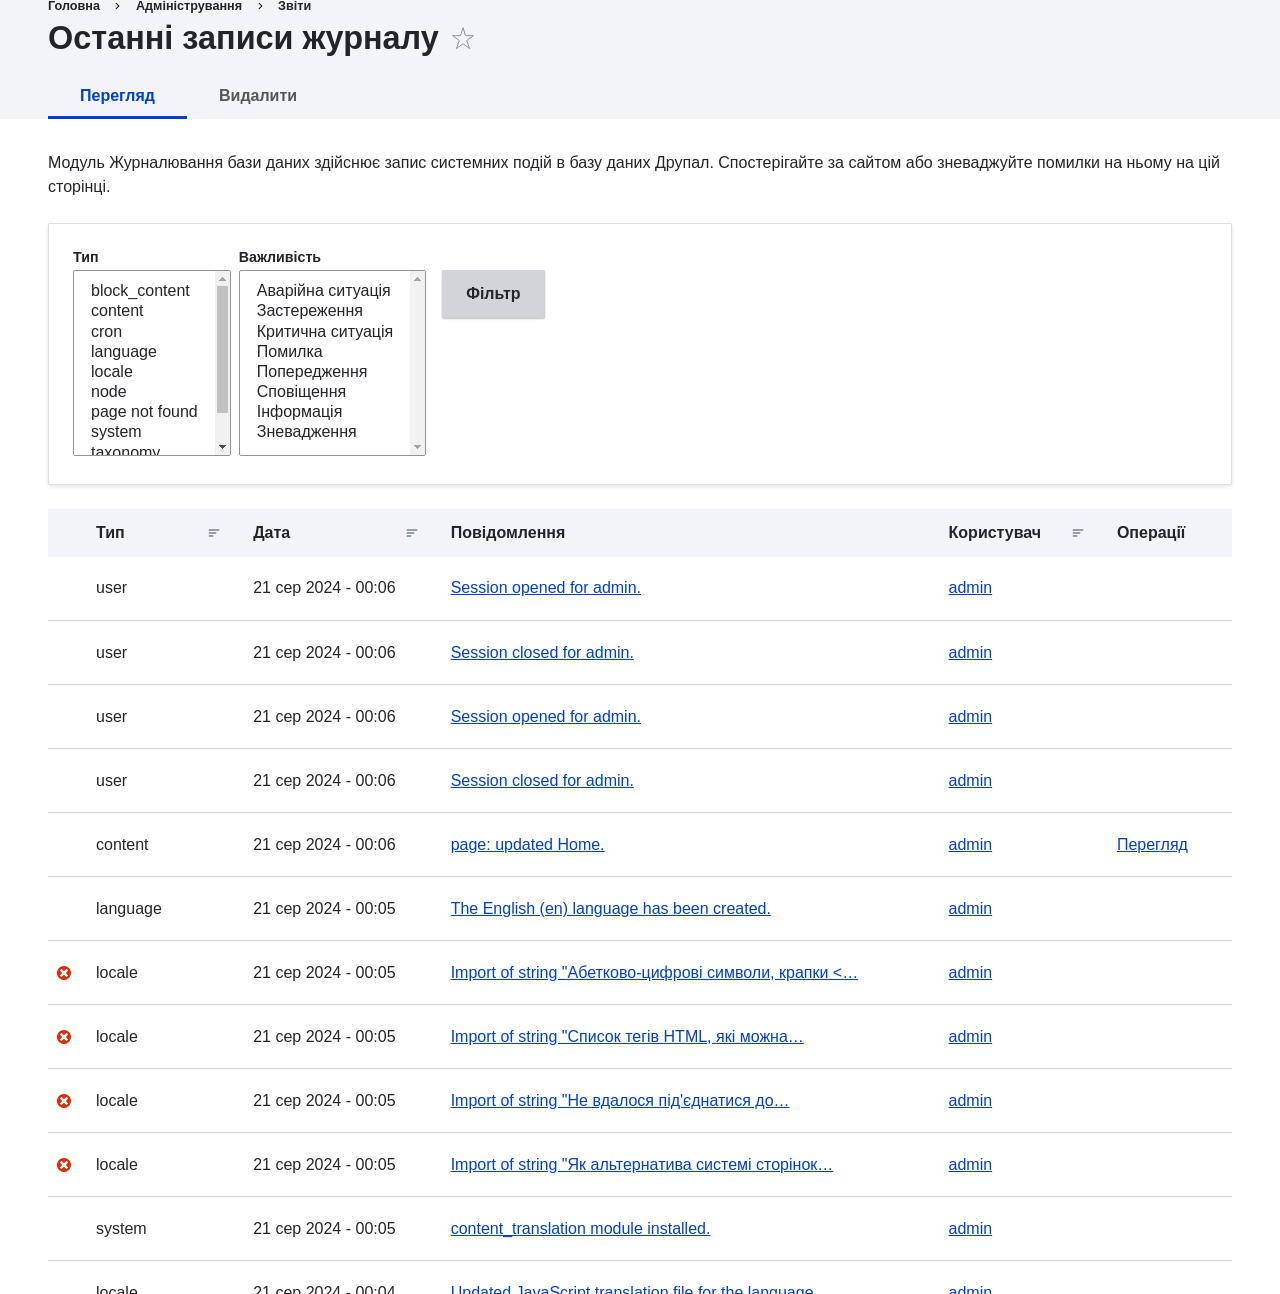 Головна > Адміністрування > Звіти
Останні записи журналу
Перегляд Видалити
Модуль Журналювання бази даних здійснює запис системних подій в базу даних Друпал. Спостерігайте за сайтом або зневаджуйте помилки на ньому на цій
сторінці.
Тип
block_content
content
cron
language
locale
node
page not found
system
taxonomy
Важливість
Аварійна ситуація
Застереження
Критична ситуація
Помилка
Попередження
Сповіщення
Інформація
Зневадження
Фільтр
Тип Дата Повідомлення Користувач Операції
user 21 сер 2024 - 00:06 Session opened for admin. admin
user 21 сер 2024 - 00:06 Session closed for admin. admin
user 21 сер 2024 - 00:06 Session opened for admin. admin
user 21 сер 2024 - 00:06 Session closed for admin. admin
content 21 сер 2024 - 00:06 page: updated Home. admin Перегляд
language 21 сер 2024 - 00:05 The English (en) language has been created. admin
locale 21 сер 2024 - 00:05 Import of string "Абетково-цифрові символи, крапки <… admin
locale 21 сер 2024 - 00:05 Import of string "Список тегів HTML, які можна… admin
locale 21 сер 2024 - 00:05 Import of string "Не вдалося під'єднатися до… admin
locale 21 сер 2024 - 00:05 Import of string "Як альтернатива системі сторінок… admin
system 21 сер 2024 - 00:05 content_translation module installed. admin
locale 21 сер 2024 - 00:04 Updated JavaScript translation file for the language admin